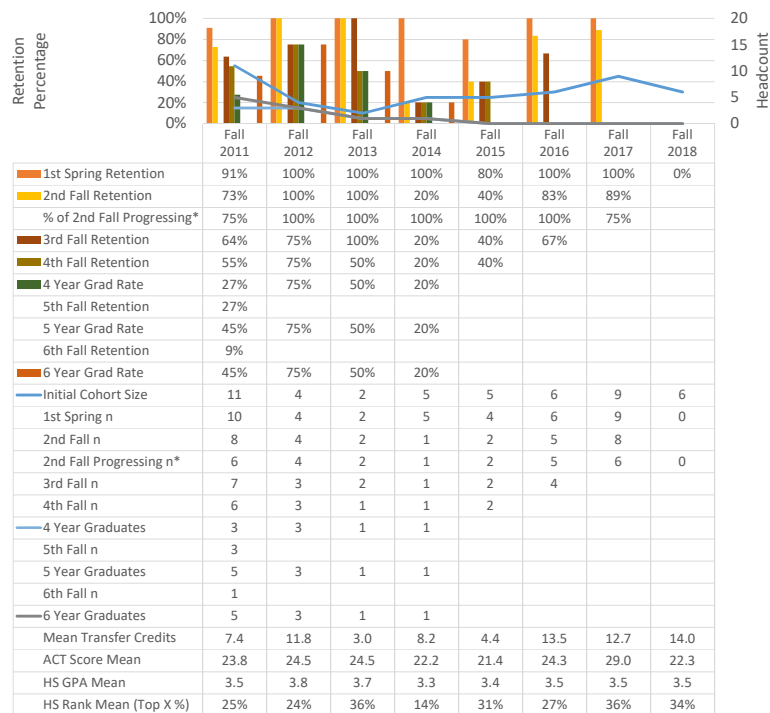 Retention
Percentage
100%
80%
60%
40%
20%
0%
20
15
10
5
0
Headcount
Fall 2011 Fall 2012 Fall 2013 Fall 2014 Fall 2015 Fall 2016 Fall 2017 Fall 2018
1st Spring Retention 91% 100% 100% 100% 80% 100% 100% 0%
2nd Fall Retention 73% 100% 100% 20% 40% 83% 89%
% of 2nd Fall Progressing* 75% 100% 100% 100% 100% 100% 75%
3rd Fall Retention 64% 75% 100% 20% 40% 67%
4th Fall Retention 55% 75% 50% 20% 40%
4 Year Grad Rate 27% 75% 50% 20%
5th Fall Retention 27%
5 Year Grad Rate 45% 75% 50% 20%
6th Fall Retention 9%
6 Year Grad Rate 45% 75% 50% 20%
Initial Cohort Size 11 4 2 5 5 6 9 6
1st Spring n 10 4 2 5 4 6 9 0
2nd Fall n 8 4 2 1 2 5 8
2nd Fall Progressing n* 6 4 2 1 2 5 6 0
3rd Fall n 7 3 2 1 2 4
4th Fall n 6 3 1 1 2
4 Year Graduates 3 3 1 1
5th Fall n 3
5 Year Graduates 5 3 1 1
6th Fall n 1
6 Year Graduates 5 3 1 1
Mean Transfer Credits 7.4 11.8 3.0 8.2 4.4 13.5 12.7 14.0
ACT Score Mean 23.8 24.5 24.5 22.2 21.4 24.3 29.0 22.3
HS GPA Mean 3.5 3.8 3.7 3.3 3.4 3.5 3.5 3.5
HS Rank Mean (Top X %) 25% 24% 36% 14% 31% 27% 36% 34%